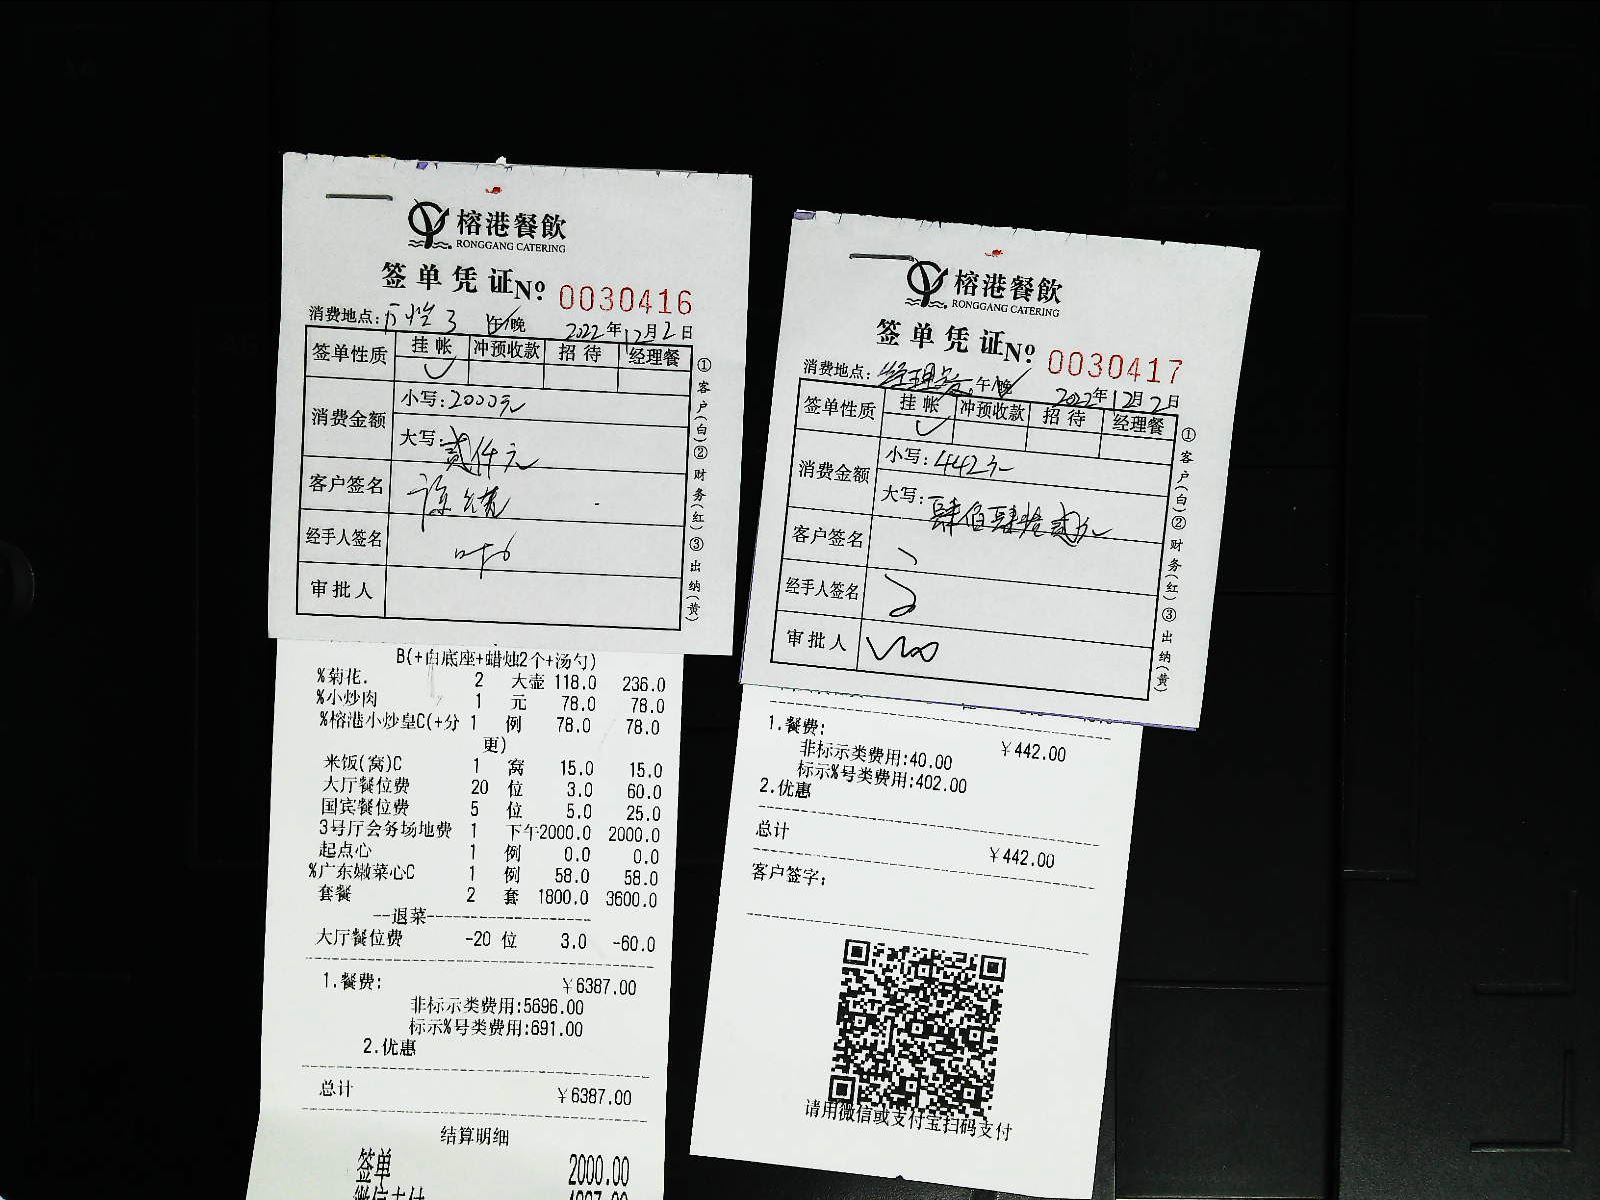 榕港餐飲
RONGGANG CATERING
签单凭证No 0030416
消费地点: 3 午/晚 2022年12月2日
签单性质 挂帐 冲预收款 招待 经理餐
消费金额 小写:2000元
大写:贰仟元
客户签名
经手人签名
审批人
①客户(白)②财务(红)③出纳(黄)
B(+白底座+蜡烛2个+汤勺)
%菊花. 2 大壶 118.0 236.0
%小炒肉 1 元 78.0 78.0
%榕港小炒皇C(+分 1 例 78.0 78.0
更)
米饭(窝)C 1 窝 15.0 15.0
大厅餐位费 20 位 3.0 60.0
国宾餐位费 5 位 5.0 25.0
3号厅会务场地费 1 下午2000.0 2000.0
起点心 1 例 0.0 0.0
%广东嫩菜心C 1 例 58.0 58.0
套餐 2 套 1800.0 3600.0
--退菜--
大厅餐位费 -20 位 3.0 -60.0
1.餐费: ￥6387.00
非标示类费用:5696.00
标示%号类费用:691.00
2.优惠
总计 ￥6387.00
结算明细
签单 2000.00
榕港餐飲
RONGGANG CATERING
签单凭证No 0030417
消费地点:经理餐 午/晚 2022年12月2日
签单性质 挂帐 冲预收款 招待 经理餐
消费金额 小写:442元
大写:肆佰肆拾贰元
客户签名
经手人签名
审批人
①客户(白)②财务(红)③出纳(黄)
1.餐费: ￥442.00
非标示类费用:40.00
标示%号类费用:402.00
2.优惠
总计 ￥442.00
客户签字:
请用微信或支付宝扫码支付